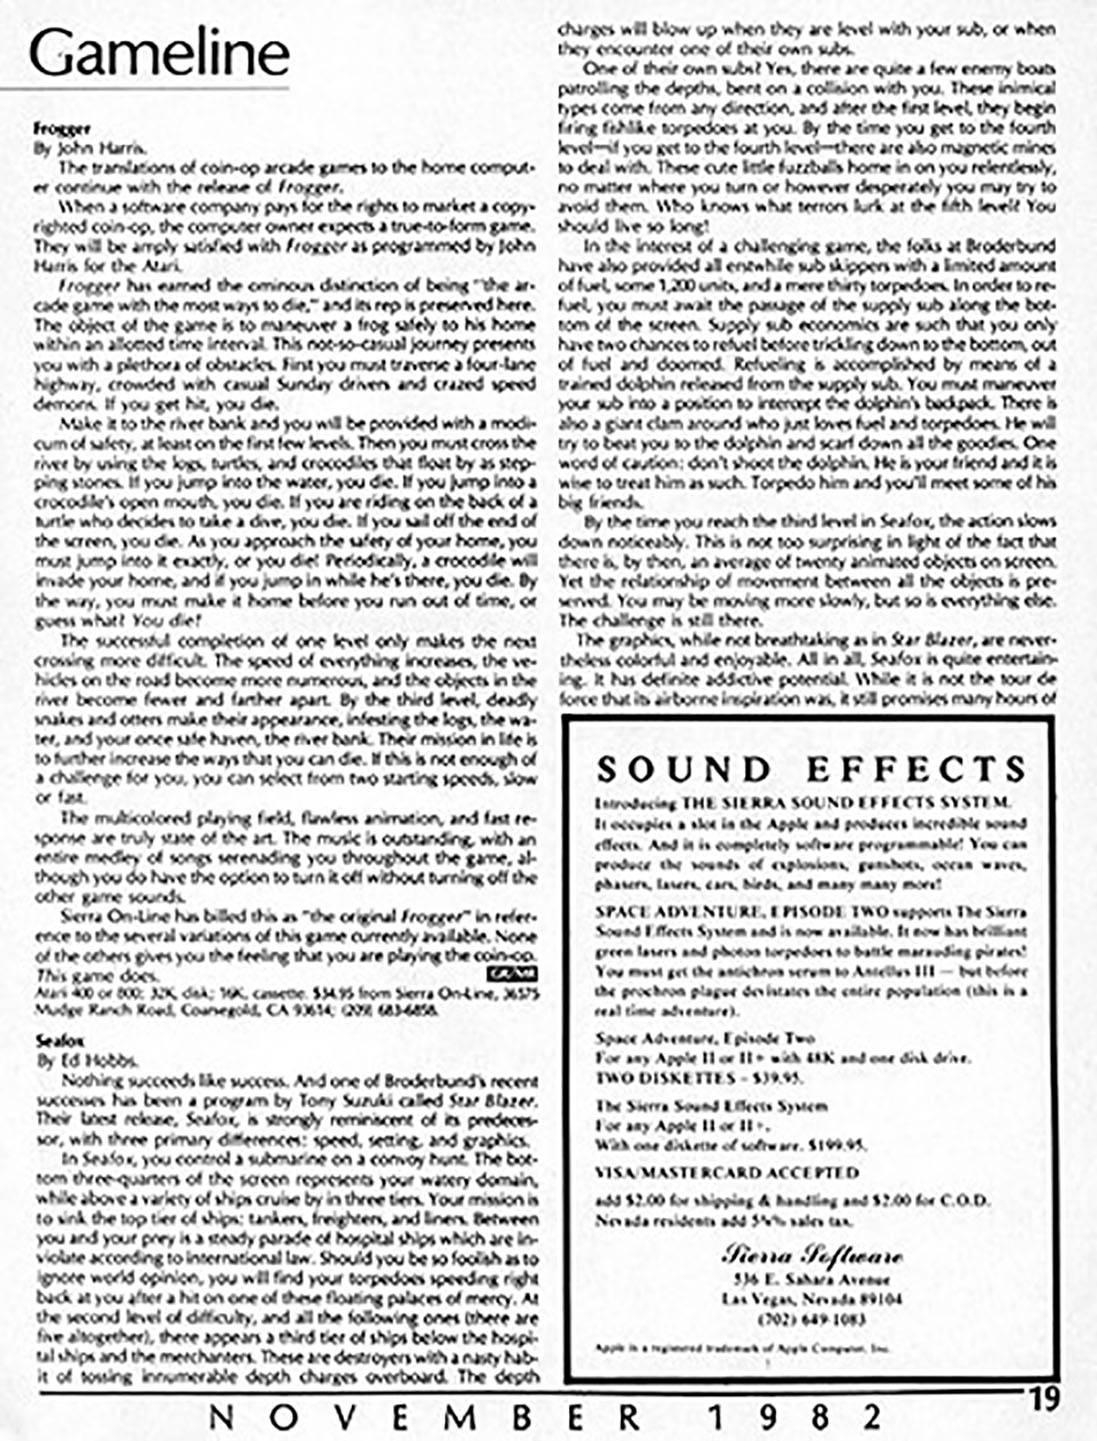 Gameline
Frogger
By John Harris.
The translations of coin-op arcade games to the home comput-
er continue with the release of Frogger.
When a software company pays for the rights to market a copy-
righted coin-op, the computer owner expects a true-to-form game.
They will be amply satisfied with Frogger as programmed by John
Harris for the Atari.
Frogger has earned the ominous distinction of being "the ar-
cade game with the most ways to die," and its rep is preserved here.
The object of the game is to maneuver a frog safely to his home
within an allotted time interval. This not-so-casual journey presents
you with a plethora of obstacles. First you must traverse a four-lane
highway, crowded with casual Sunday drivers and crazed speed
demons. If you get hit, you die.
Make it to the river bank and you will be provided with a modi-
cum of safety, at least on the first few levels. Then you must cross the
river by using the logs, turtles, and crocodiles that float by as step-
ping stones. If you jump into the water, you die. If you jump into a
crocodile's open mouth, you die. If you are riding on the back of a
turtle who decides to take a dive, you die. If you sail off the end of
the screen, you die. As you approach the safety of your home, you
must jump into it exactly, or you die! Periodically, a crocodile will
invade your home, and if you jump in while he's there, you die. By
the way, you must make it home before you run out of time, or
guess what? You die!
The successful completion of one level only makes the next
crossing more difficult. The speed of everything increases, the ve-
hicles on the road become more numerous, and the objects in the
river become fewer and farther apart. By the third level, deadly
snakes and otters make their appearance, infesting the logs, the wa-
ter, and your once safe haven, the river bank. Their mission in life is
to further increase the ways that you can die. If this is not enough of
a challenge for you, you can select from two starting speeds, slow
or fast.
The multicolored playing field, flawless animation, and fast re-
sponse are truly state of the art. The music is outstanding, with an
entire medley of songs serenading you throughout the game, al-
though you do have the option to turn it off without turning off the
other game sounds.
Sierra On-Line has billed this as "the original Frogger" in refer-
ence to the several variations of this game currently available. None
of the others gives you the feeling that you are playing the coin-op.
This game does.
Atari 400 or 800; 32K, disk; 16K, cassette. $34.95 from Sierra On-Line, 36575
Mudge Ranch Road, Coarsegold, CA 93614; (209) 683-6858.
Seafox
By Ed Hobbs.
Nothing succeeds like success. And one of Broderbund's recent
successes has been a program by Tony Suzuki called Star Blazer.
Their latest release, Seafox, is strongly reminiscent of its predeces-
sor, with three primary differences: speed, setting, and graphics.
In Seafox, you control a submarine on a convoy hunt. The bot-
tom three-quarters of the screen represents your watery domain,
while above a variety of ships cruise by in three tiers. Your mission is
to sink the top tier of ships: tankers, freighters, and liners. Between
you and your prey is a steady parade of hospital ships which are in-
violate according to international law. Should you be so foolish as to
ignore world opinion, you will find your torpedoes speeding right
back at you after a hit on one of these floating palaces of mercy. At
the second level of difficulty, and all the following ones (there are
five altogether), there appears a third tier of ships below the hospi-
tal ships and the merchanters. These are destroyers with a nasty hab-
it of tossing innumerable depth charges overboard. The depth
charges will blow up when they are level with your sub, or when
they encounter one of their own subs.
One of their own subs? Yes, there are quite a few enemy boats
patrolling the depths, bent on a collision with you. These inimical
types come from any direction, and after the first level, they begin
firing fishlike torpedoes at you. By the time you get to the fourth
level—if you get to the fourth level—there are also magnetic mines
to deal with. These cute little fuzzballs home in on you relentlessly,
no matter where you turn or however desperately you may try to
avoid them. Who knows what terrors lurk at the fifth level? You
should live so long!
In the interest of a challenging game, the folks at Broderbund
have also provided all erstwhile sub skippers with a limited amount
of fuel, some 1,200 units, and a mere thirty torpedoes. In order to re-
fuel, you must await the passage of the supply sub along the bot-
tom of the screen. Supply sub economics are such that you only
have two chances to refuel before trickling down to the bottom, out
of fuel and doomed. Refueling is accomplished by means of a
trained dolphin released from the supply sub. You must maneuver
your sub into a position to intercept the dolphin's backpack. There is
also a giant clam around who just loves fuel and torpedoes. He will
try to beat you to the dolphin and scarf down all the goodies. One
word of caution: don't shoot the dolphin. He is your friend and it is
wise to treat him as such. Torpedo him and you'll meet some of his
big friends.
By the time you reach the third level in Seafox, the action slows
down noticeably. This is not too surprising in light of the fact that
there is, by then, an average of twenty animated objects on screen.
Yet the relationship of movement between all the objects is pre-
served. You may be moving more slowly, but so is everything else.
The challenge is still there.
The graphics, while not breathtaking as in Star Blazer, are never-
theless colorful and enjoyable. All in all, Seafox is quite entertain-
ing. It has definite addictive potential. While it is not the tour de
force that its airborne inspiration was, it still promises many hours of
SOUND EFFECTS
Introducing THE SIERRA SOUND EFFECTS SYSTEM.
It occupies a slot in the Apple and produces incredible sound
effects. And it is completely software programmable! You can
produce the sounds of explosions, gunshots, ocean waves,
phasers, lasers, cars, birds, and many many more!
SPACE ADVENTURE, EPISODE TWO supports The Sierra
Sound Effects System and is now available. It now has brilliant
green lasers and photon torpedoes to battle marauding pirates!
You must get the antichron serum to Antellus III — but before
the prochron plague devistates the entire population (this is a
real time adventure).
Space Adventure, Episode Two
For any Apple II or II+ with 48K and one disk drive.
TWO DISKETTES - $39.95.
The Sierra Sound Effects System
For any Apple II or II+.
With one diskette of software. $199.95.
VISA/MASTERCARD ACCEPTED
add $2.00 for shipping & handling and $2.00 for C.O.D.
Nevada residents add sales tax.
Sierra Software
536 E. Sahara Avenue
Las Vegas, Nevada 89104
(702) 649-1083
Apple is a registered trademark of Apple Computer, Inc.
19
NOVEMBER 1982